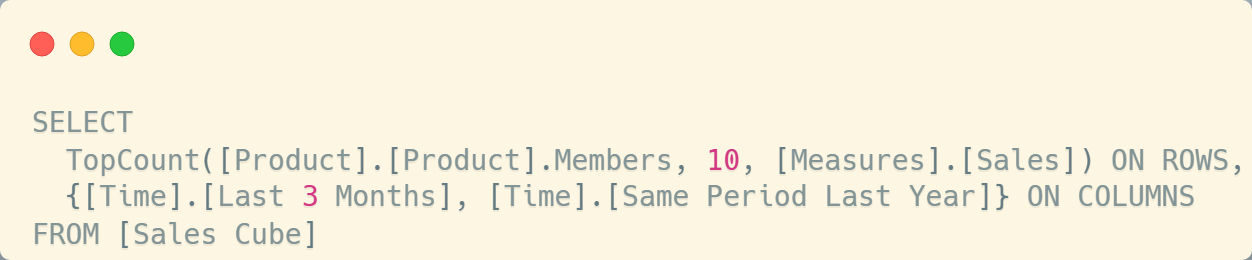 SELECT
  TopCount([Product].[Product].Members, 10, [Measures].[Sales]) ON ROWS,
  {[Time].[Last 3 Months], [Time].[Same Period Last Year]} ON COLUMNS
FROM [Sales Cube]